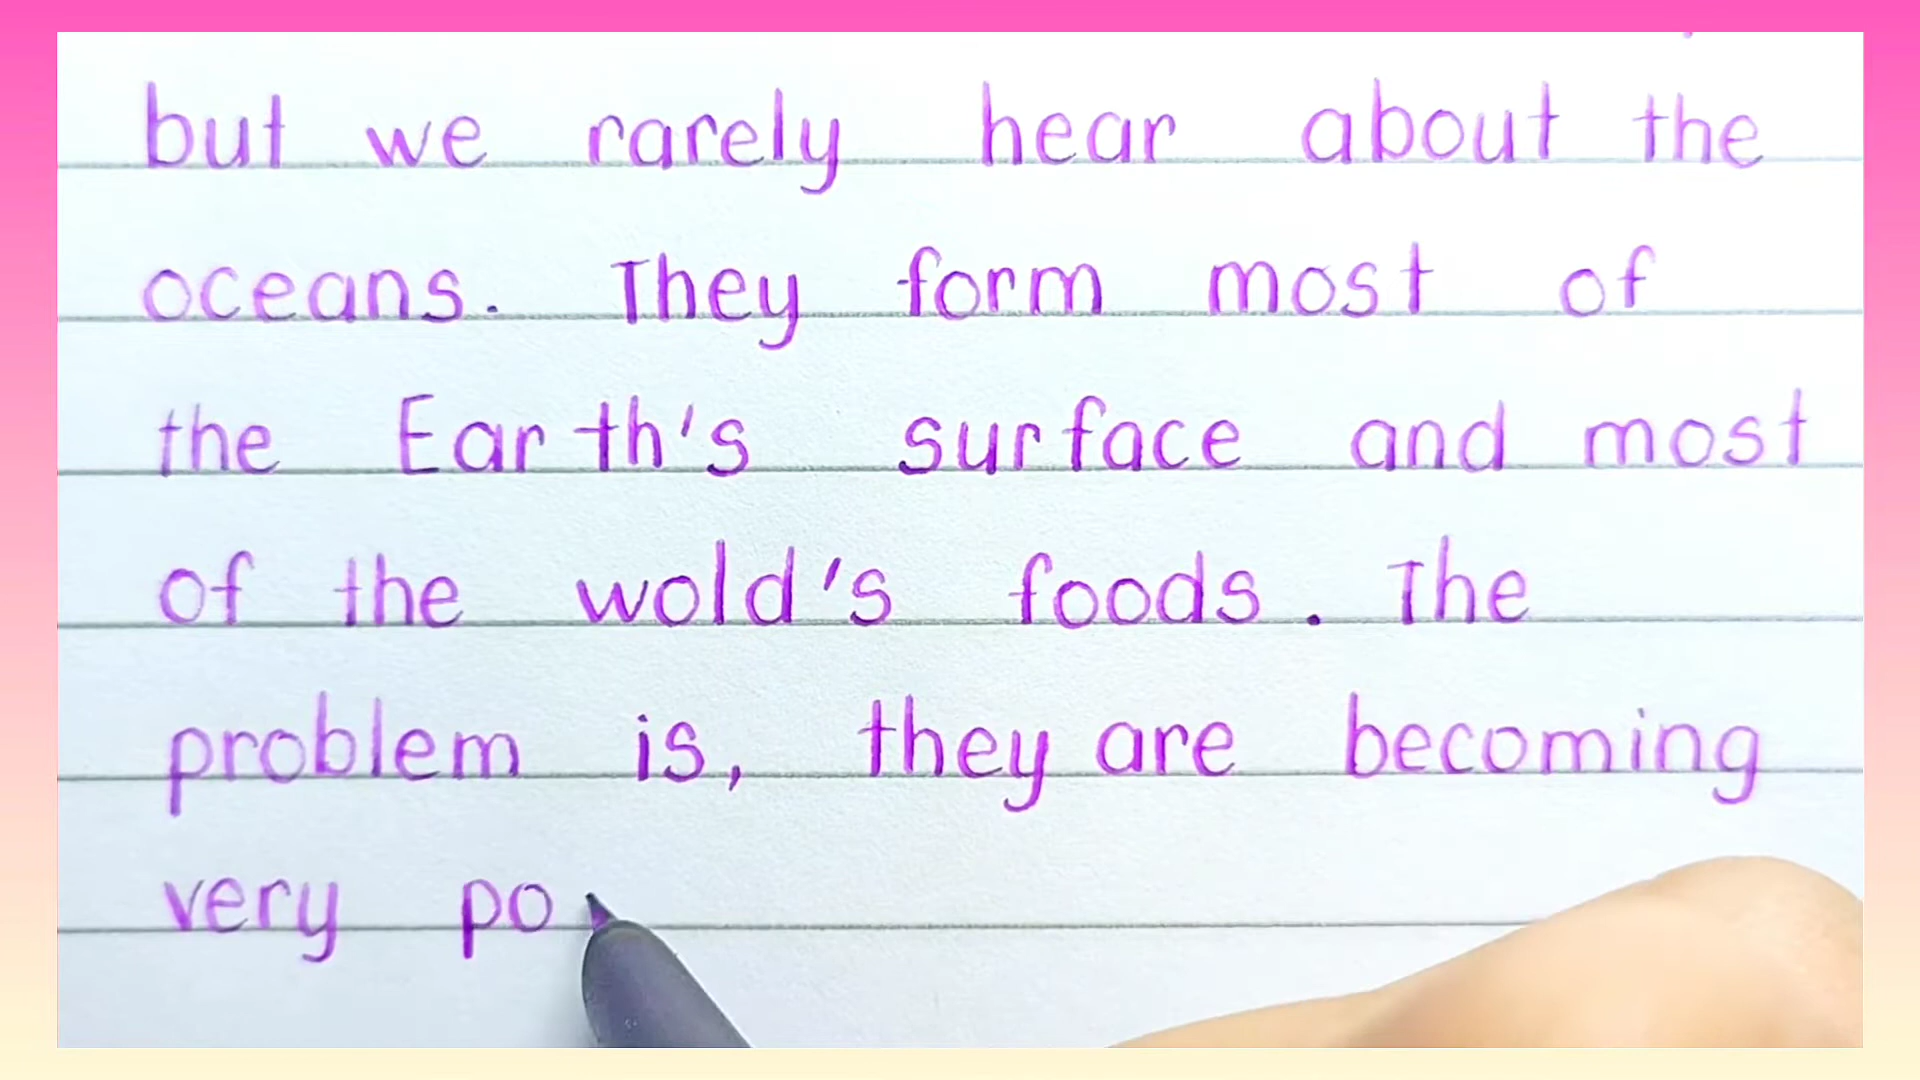 but we rarely hear about the
oceans. They form most of
the Earth's surface and most
of the wold's foods. The
problem is, they are becoming
very po